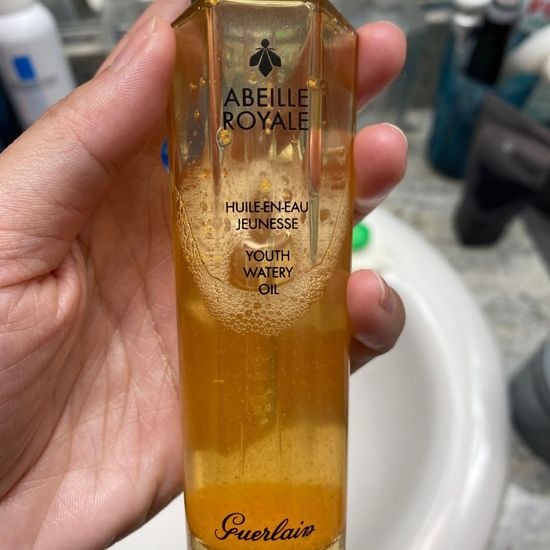 ABEILLE
ROYALE
HUILE-EN-EAU
JEUNESSE
YOUTH
WATERY
OIL
Guerlain